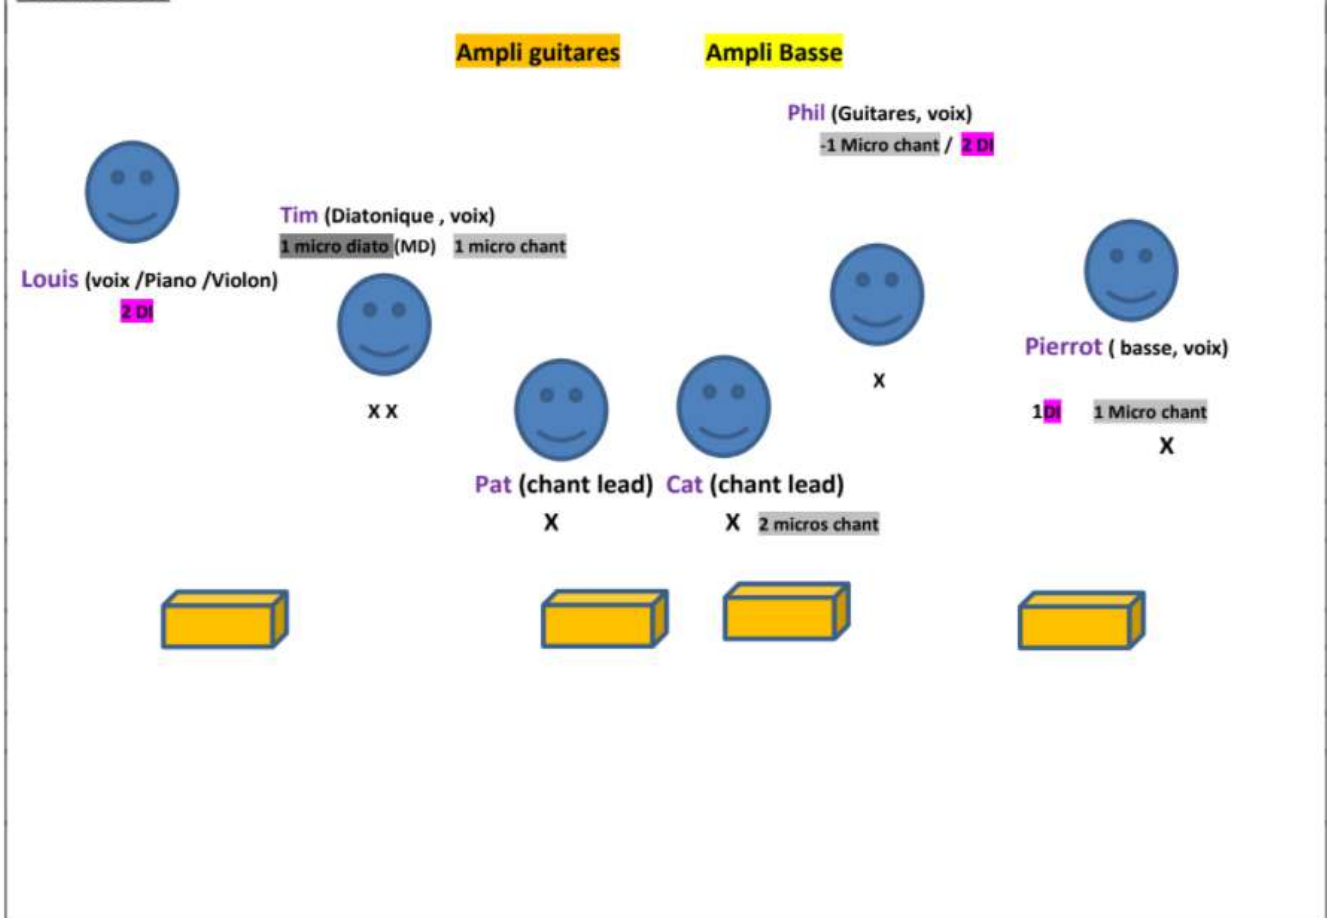 Ampli guitares Ampli Basse
Phil (Guitares, voix)
-1 Micro chant / 2 DI
Tim (Diatonique , voix)
1 micro diato (MD) 1 micro chant
Louis (voix /Piano /Violon)
2 DI
Pierrot ( basse, voix)
X
X X
1DI 1 Micro chant
X
Pat (chant lead) Cat (chant lead)
X X 2 micros chant